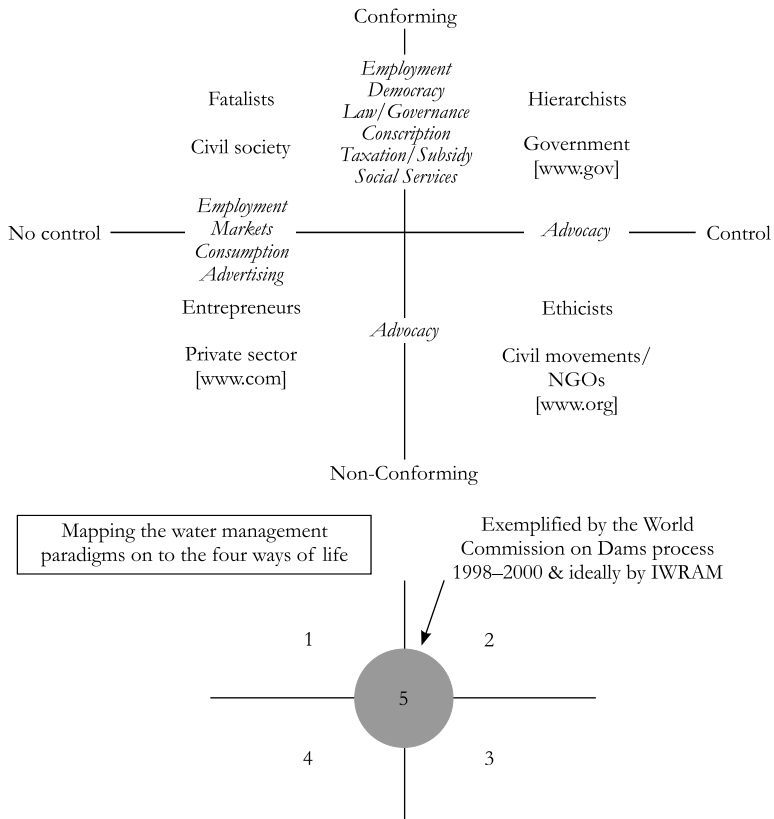 Conforming
Employment
Democracy
Law/Governance
Conscription
Taxation/Subsidy
Social Services
Fatalists
Civil society
Hierarchists
Government
[www.gov]
No control
Employment
Markets
Consumption
Advertising
Advocacy
Control
Entrepreneurs
Private sector
[www.com]
Advocacy
Ethicists
Civil movements/
NGOs
[www.org]
Non-Conforming
Mapping the water management
paradigms on to the four ways of life
Exemplified by the World
Commission on Dams process
1998–2000 & ideally by IWRAM
1
2
5
4
3